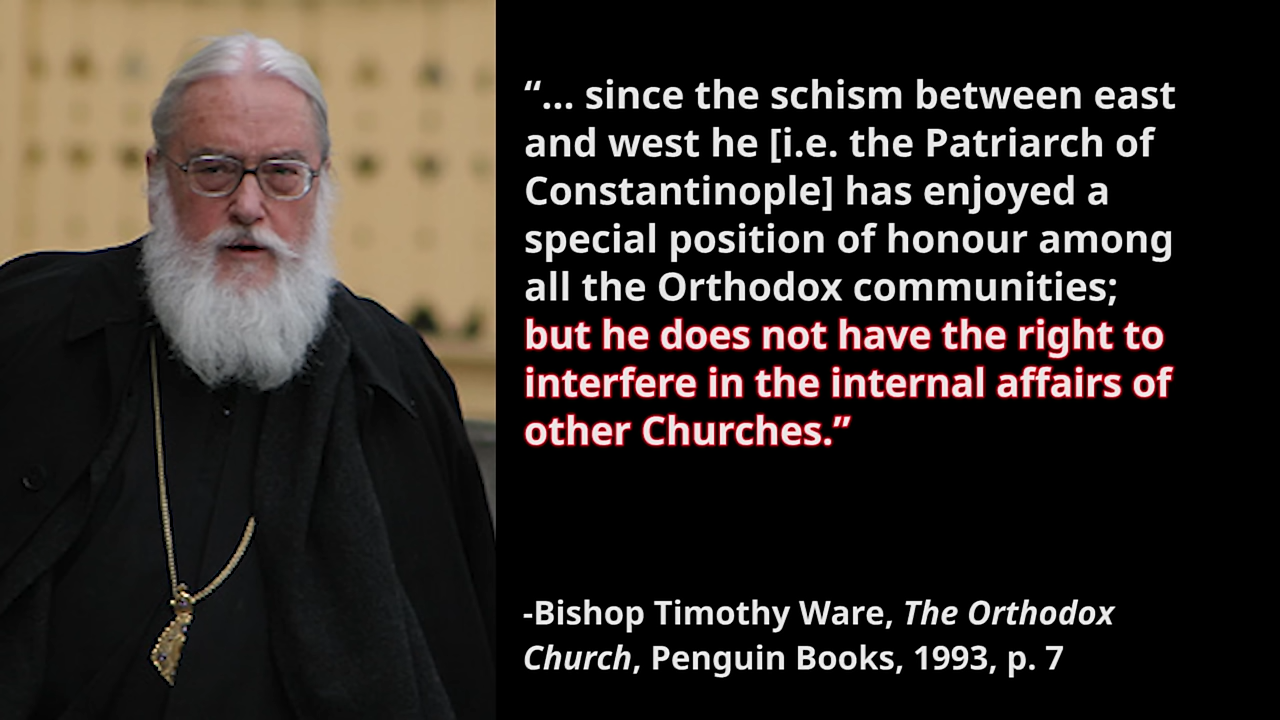 “... since the schism between east
and west he [i.e. the Patriarch of
Constantinople] has enjoyed a
special position of honour among
all the Orthodox communities;
but he does not have the right to
interfere in the internal affairs of
other Churches.”
-Bishop Timothy Ware, The Orthodox
Church, Penguin Books, 1993, p. 7